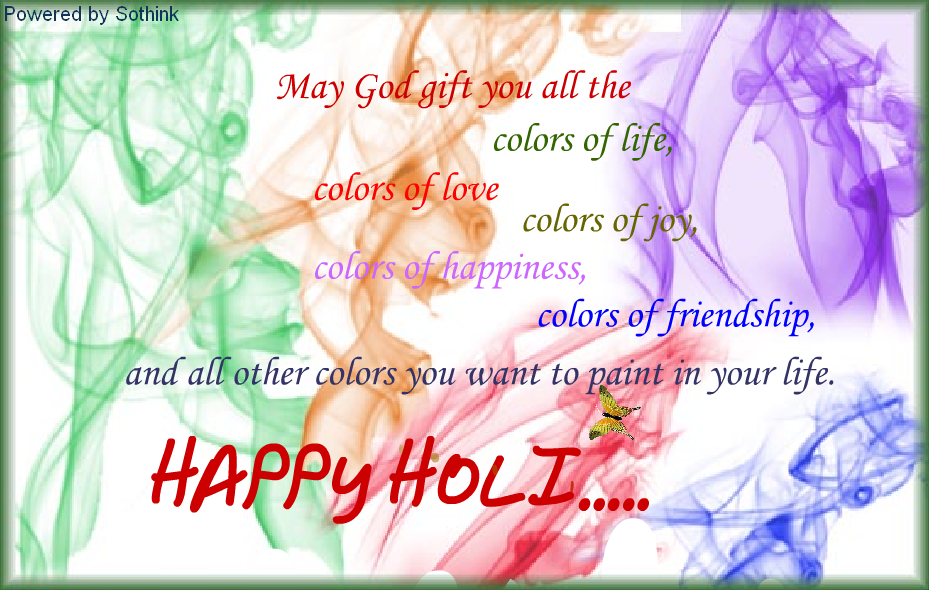 Powered by Sothink
May God gift you all the
colors of life,
colors of love
colors of joy,
colors of happiness,
colors of friendship,
and all other colors you want to paint in your life.
HAPPY HOLI.....